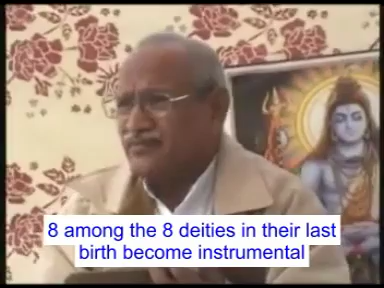 8 among the 8 deities in their last
birth become instrumental